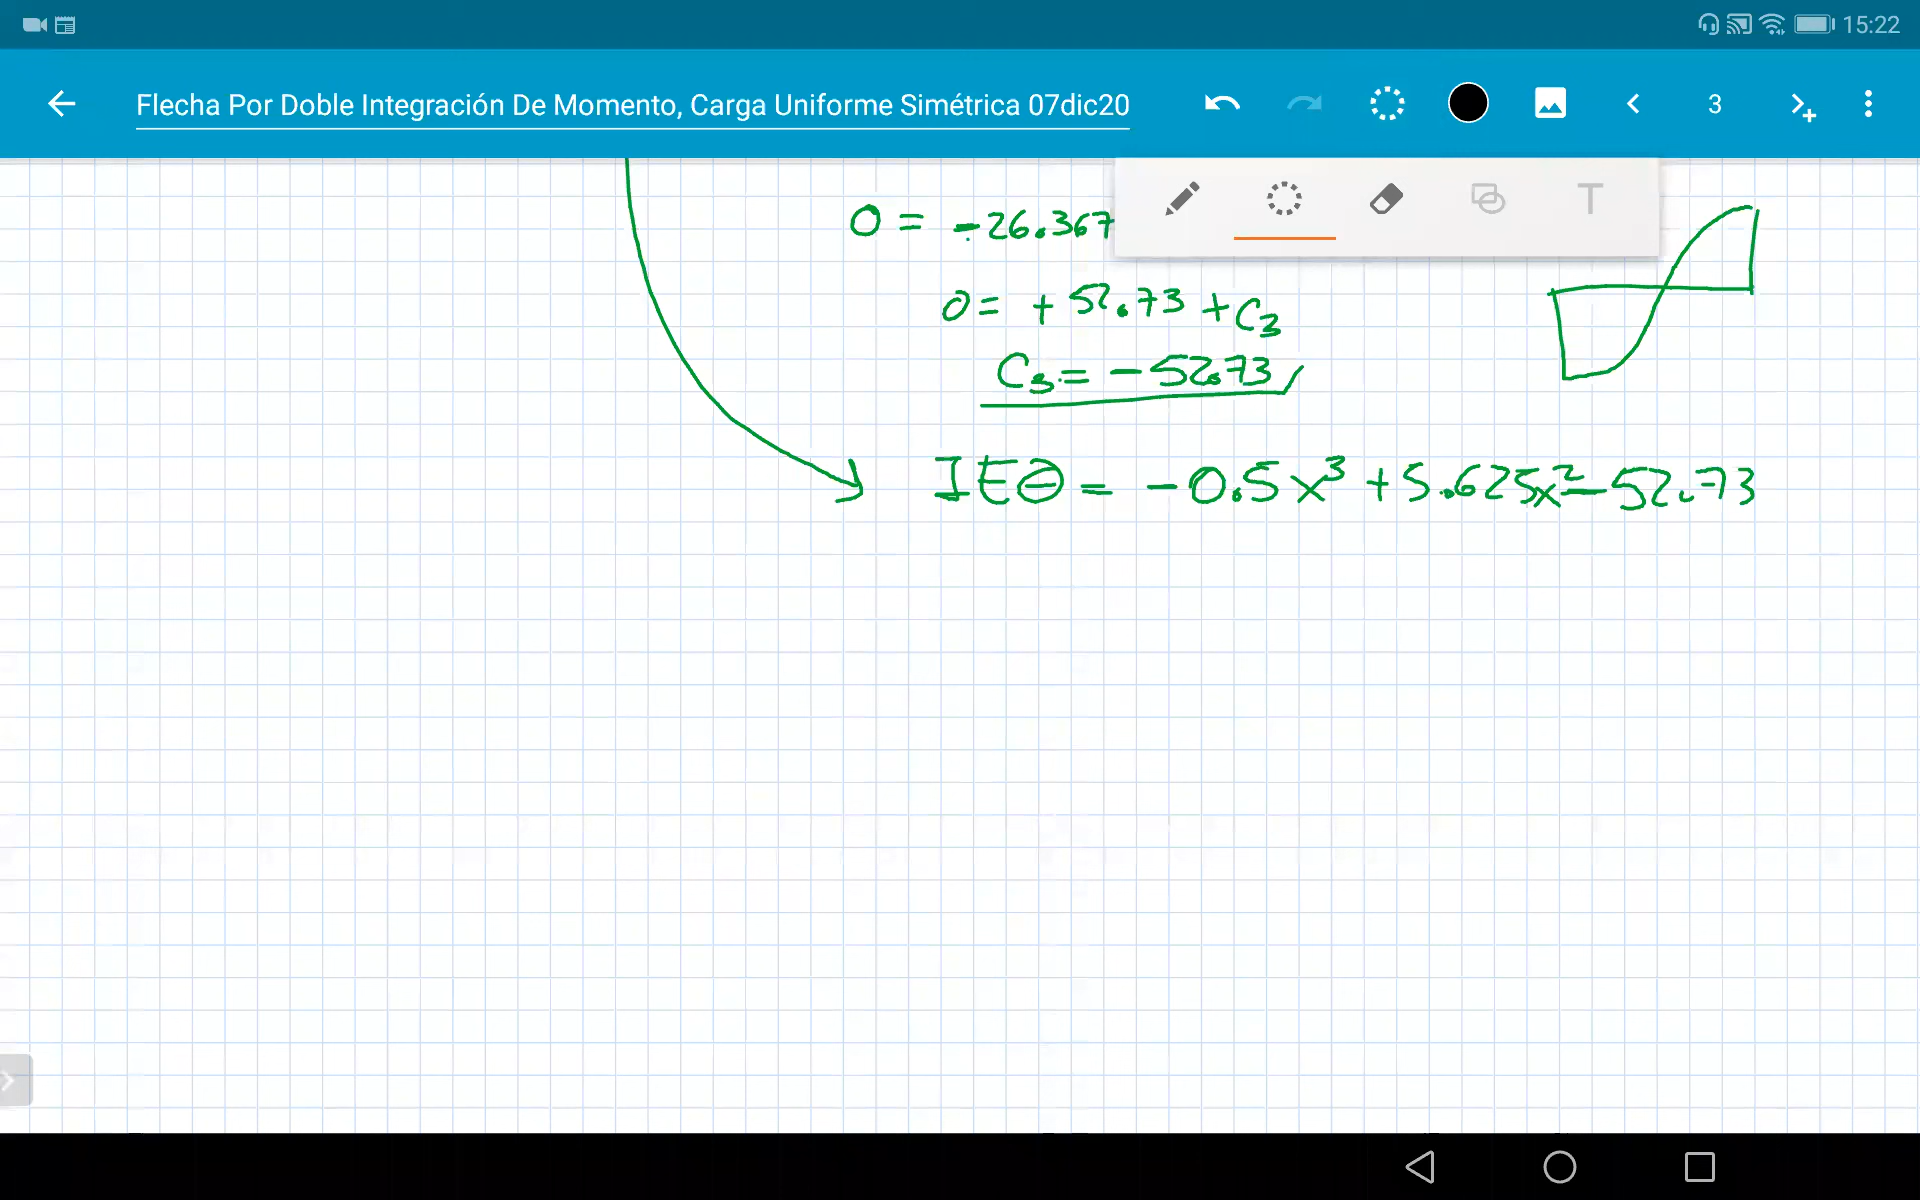 15:22
Flecha Por Doble Integración De Momento, Carga Uniforme Simétrica 07dic20
3
T
0 = -26.367
0 = + 52.73 + C3
C3 = - 52.73
IEθ = - 0.5x³ + 5.625x² - 52.73